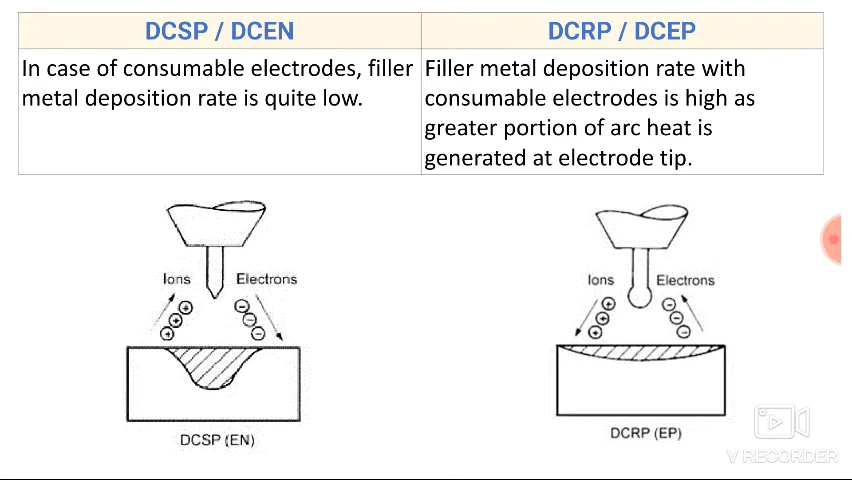 DCSP / DCEN
DCRP / DCEP
In case of consumable electrodes, filler
metal deposition rate is quite low.
Filler metal deposition rate with
consumable electrodes is high as
greater portion of arc heat is
generated at electrode tip.
Ions
Electrons
DCSP (EN)
Ions
Electrons
DCRP (EP)
V RECORDER